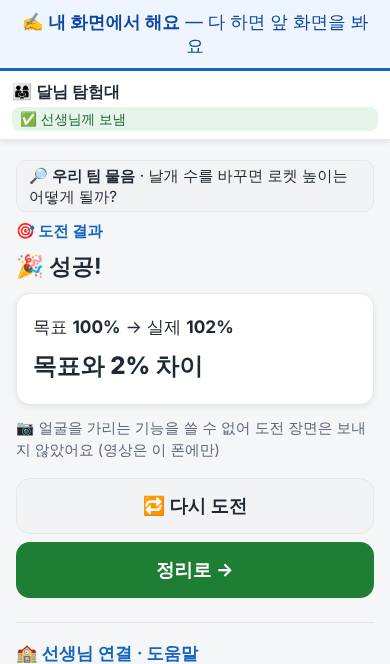 ✍️ 내 화면에서 해요 — 다 하면 앞 화면을 봐
요
👨‍👩‍👧 달님 탐험대
✅ 선생님께 보냄
🔎 우리 팀 물음 · 날개 수를 바꾸면 로켓 높이는
어떻게 될까?
🎯 도전 결과
🎉 성공!
목표 100% → 실제 102%
목표와 2% 차이
📷 얼굴을 가리는 기능을 쓸 수 없어 도전 장면은 보내
지 않았어요 (영상은 이 폰에만)
🔁 다시 도전
정리로 →
🏫 선생님 연결 · 도움말